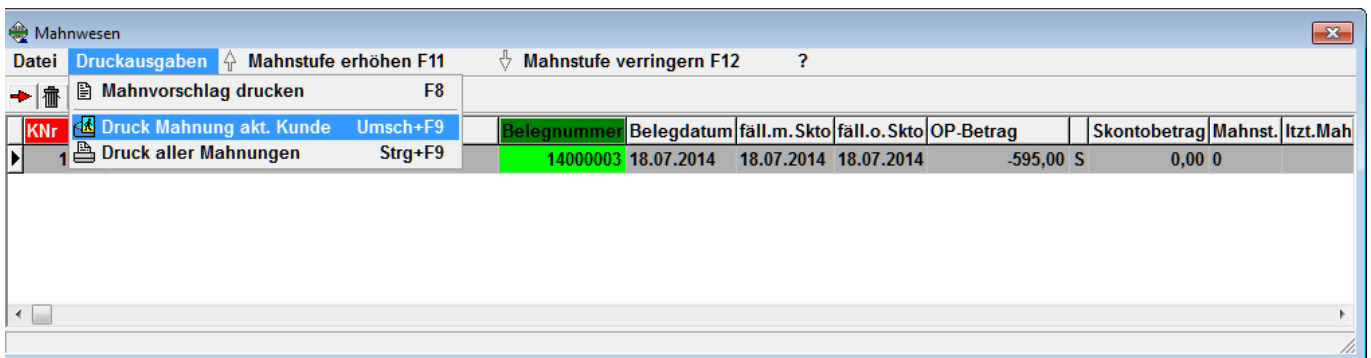 Mahnwesen
Datei Druckausgaben Mahnstufe erhöhen F11 Mahnstufe verringern F12 ?
Mahnvorschlag drucken F8
Druck Mahnung akt. Kunde Umsch+F9
Druck aller Mahnungen Strg+F9
KNr Belegnummer Belegdatum fäll.m.Skto fäll.o.Skto OP-Betrag Skontobetrag Mahnst. ltzt.Mah
1 14000003 18.07.2014 18.07.2014 18.07.2014 -595,00 S 0,00 0